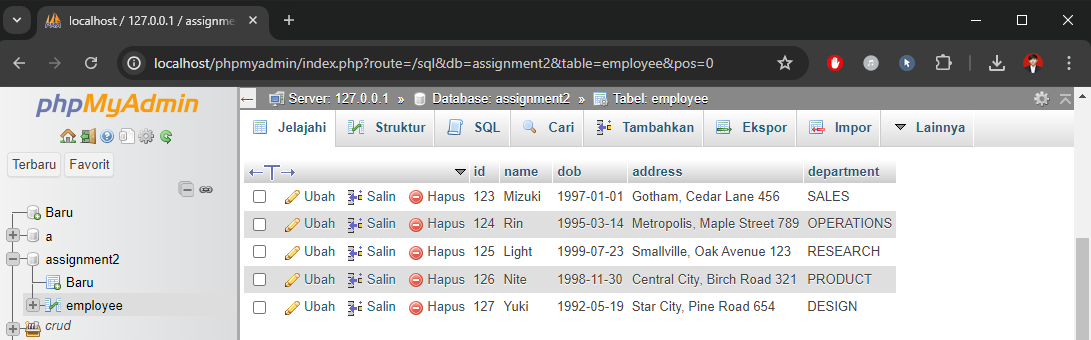 localhost / 127.0.0.1 / assignme
localhost/phpmyadmin/index.php?route=/sql&db=assignment2&table=employee&pos=0
phpMyAdmin
Terbaru Favorit
Baru
a
assignment2
Baru
employee
crud
Server: 127.0.0.1 » Database: assignment2 » Tabel: employee
Jelajahi Struktur SQL Cari Tambahkan Ekspor Impor Lainnya
id name dob address department
Ubah Salin Hapus 123 Mizuki 1997-01-01 Gotham, Cedar Lane 456 SALES
Ubah Salin Hapus 124 Rin 1995-03-14 Metropolis, Maple Street 789 OPERATIONS
Ubah Salin Hapus 125 Light 1999-07-23 Smallville, Oak Avenue 123 RESEARCH
Ubah Salin Hapus 126 Nite 1998-11-30 Central City, Birch Road 321 PRODUCT
Ubah Salin Hapus 127 Yuki 1992-05-19 Star City, Pine Road 654 DESIGN